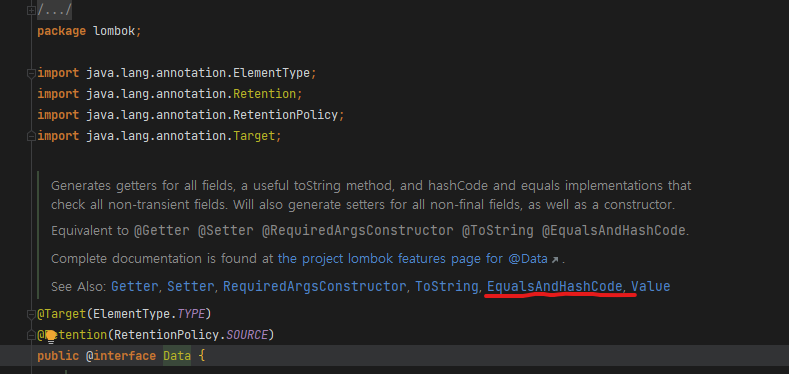 /.../
package lombok;
import java.lang.annotation.ElementType;
import java.lang.annotation.Retention;
import java.lang.annotation.RetentionPolicy;
import java.lang.annotation.Target;
Generates getters for all fields, a useful toString method, and hashCode and equals implementations that
check all non-transient fields. Will also generate setters for all non-final fields, as well as a constructor.
Equivalent to @Getter @Setter @RequiredArgsConstructor @ToString @EqualsAndHashCode.
Complete documentation is found at the project lombok features page for @Data↗.
See Also: Getter, Setter, RequiredArgsConstructor, ToString, EqualsAndHashCode, Value
@Target(ElementType.TYPE)
@Retention(RetentionPolicy.SOURCE)
public @interface Data {